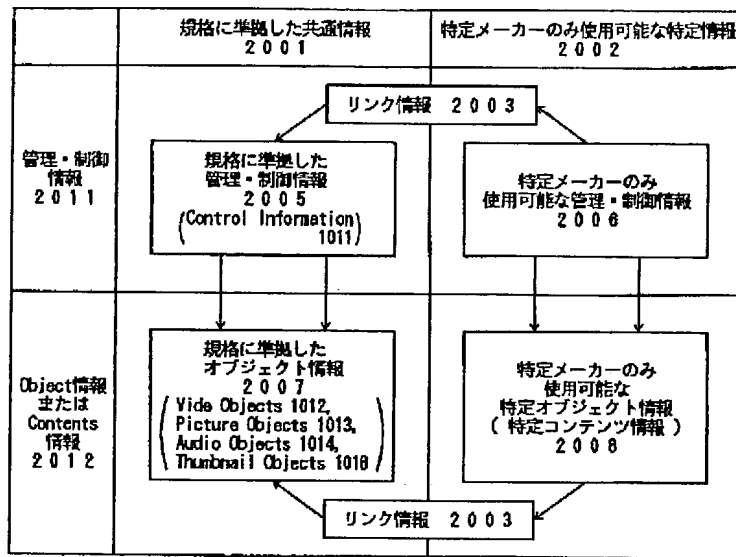 規格に準拠した共通情報
２００１
特定メーカーのみ使用可能な特定情報
２００２
リンク情報 ２００３
管理・制御
情報
２０１１
規格に準拠した
管理・制御情報
２００５
(Control Information
1011)
特定メーカーのみ
使用可能な管理・制御情報
２００６
Object情報
または
Contents
情報
２０１２
規格に準拠した
オブジェクト情報
２００７
(Vide Objects 1012,
Picture Objects 1013,
Audio Objects 1014,
Thumbnail Objects 1016)
特定メーカーのみ
使用可能な
特定オブジェクト情報
(特定コンテンツ情報)
２００８
リンク情報 ２００３